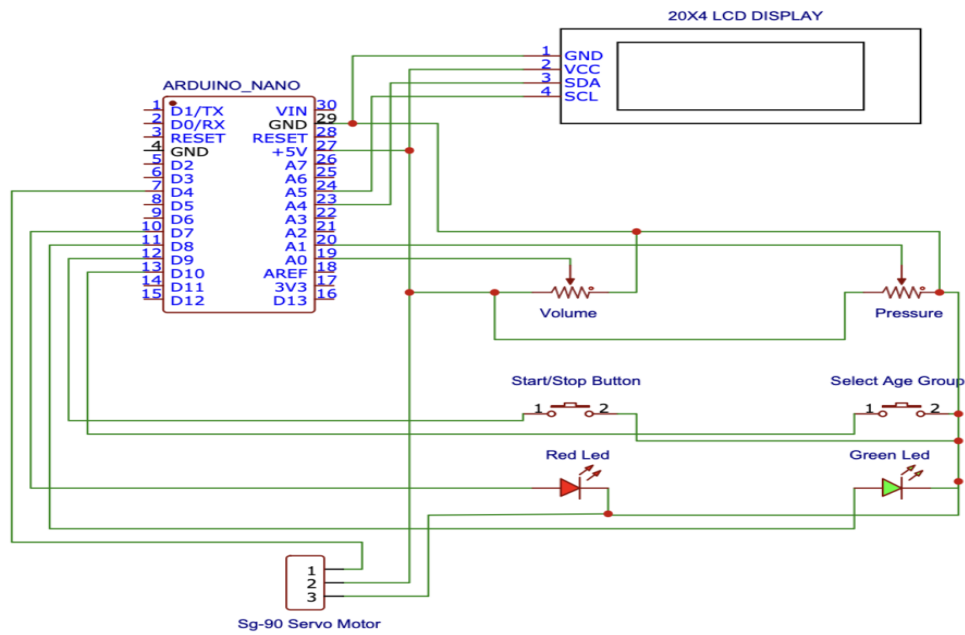 20X4 LCD DISPLAY
1 GND
2 VCC
3 SDA
4 SCL
ARDUINO_NANO
1 D1/TX VIN 30
2 D0/RX GND 29
3 RESET RESET 28
4 GND +5V 27
5 D2 A7 26
6 D3 A6 25
7 D4 A5 24
8 D5 A4 23
9 D6 A3 22
10 D7 A2 21
11 D8 A1 20
12 D9 A0 19
13 D10 AREF 18
14 D11 3V3 17
15 D12 D13 16
Volume
Pressure
Start/Stop Button
1 2
Select Age Group
1 2
Red Led
Green Led
1
2
3
Sg-90 Servo Motor